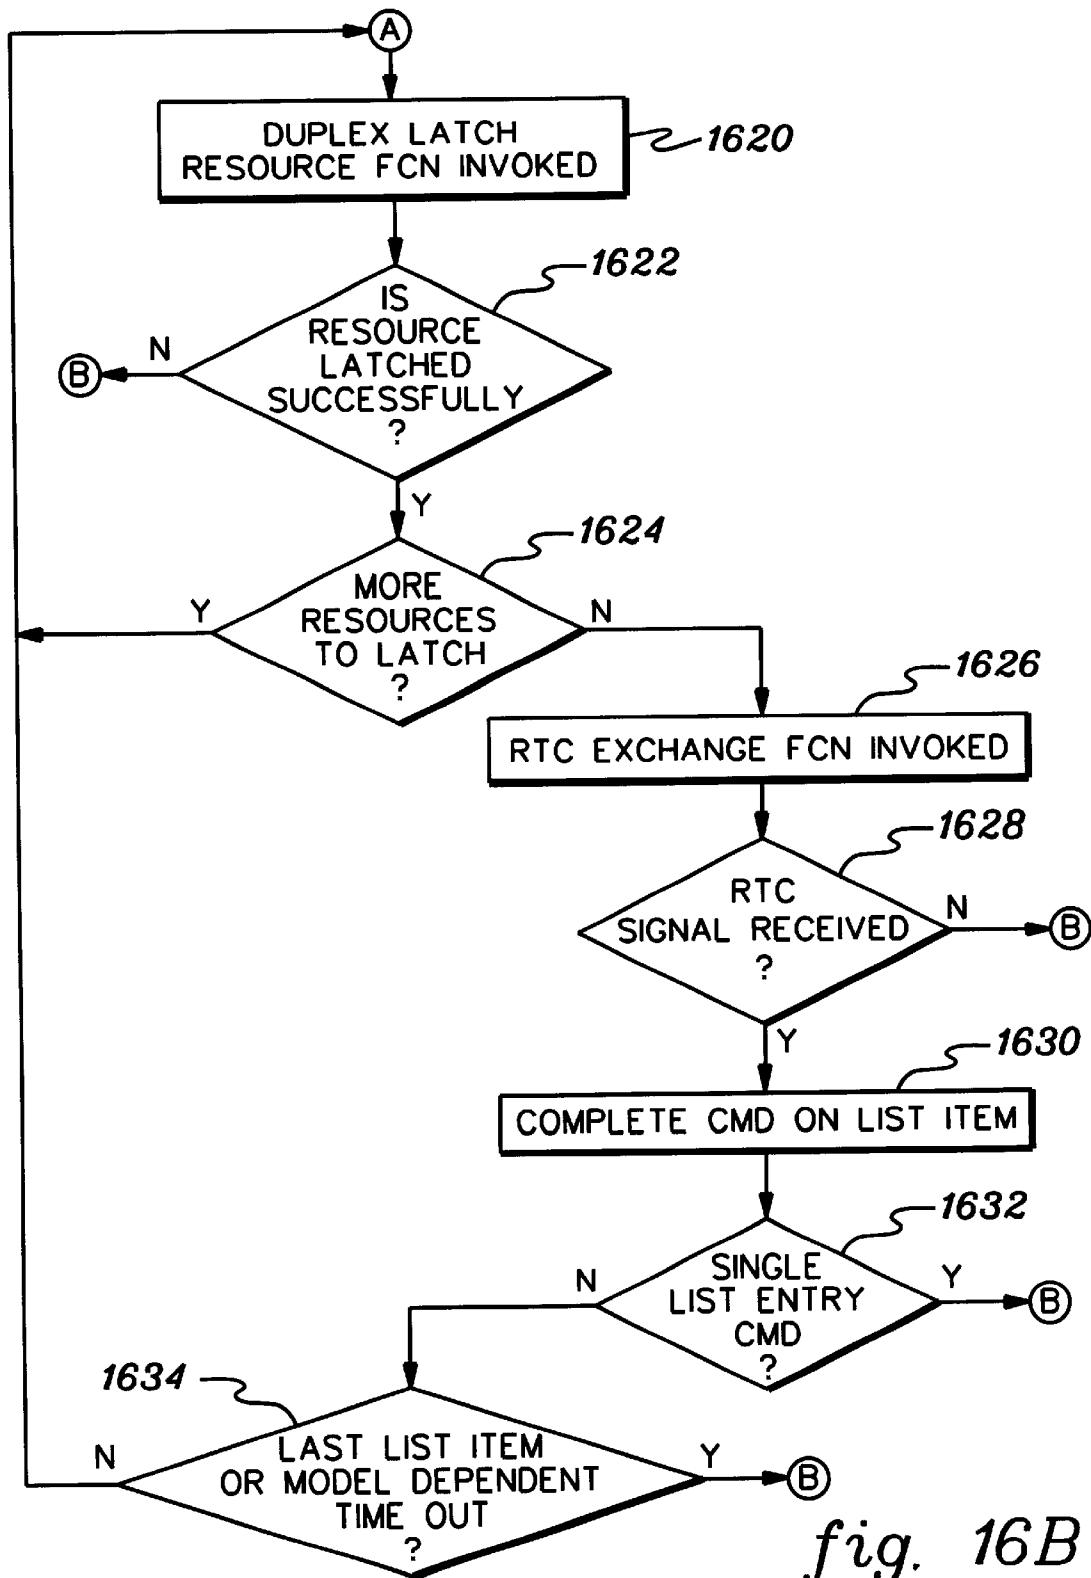 A
DUPLEX LATCH
RESOURCE FCN INVOKED
1620
1622
IS
RESOURCE
LATCHED
SUCCESSFULLY
?
N
B
Y
1624
MORE
RESOURCES
TO LATCH
?
Y
N
1626
RTC EXCHANGE FCN INVOKED
1628
RTC
SIGNAL RECEIVED
?
N
B
Y
1630
COMPLETE CMD ON LIST ITEM
1632
SINGLE
LIST ENTRY
CMD
?
N
Y
B
1634
LAST LIST ITEM
OR MODEL DEPENDENT
TIME OUT
?
N
Y
B
fig. 16B